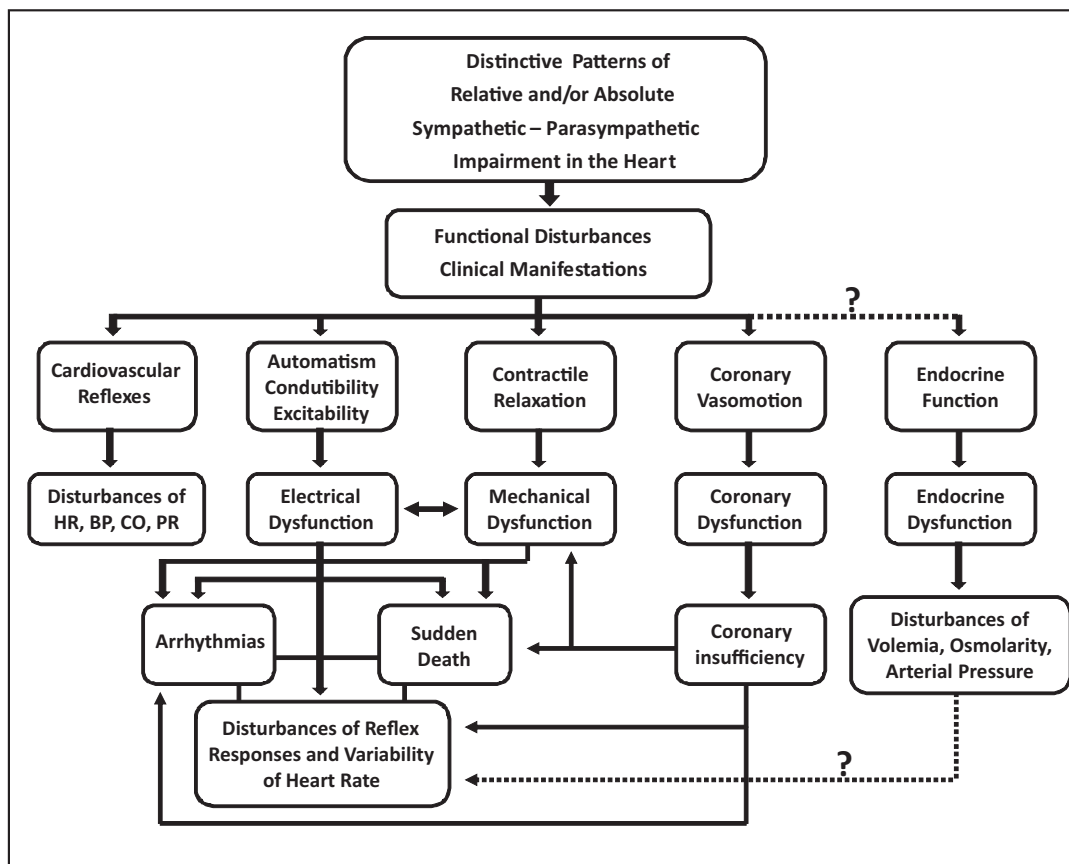 Distinctive Patterns of
Relative and/or Absolute
Sympathetic – Parasympathetic
Impairment in the Heart
Functional Disturbances
Clinical Manifestations
?
Cardiovascular
Reflexes
Automatism
Condutibility
Excitability
Contractile
Relaxation
Coronary
Vasomotion
Endocrine
Function
Disturbances of
HR, BP, CO, PR
Electrical
Dysfunction
Mechanical
Dysfunction
Coronary
Dysfunction
Endocrine
Dysfunction
Arrhythmias
Sudden
Death
Coronary
insufficiency
Disturbances of
Volemia, Osmolarity,
Arterial Pressure
Disturbances of Reflex
Responses and Variability
of Heart Rate
?